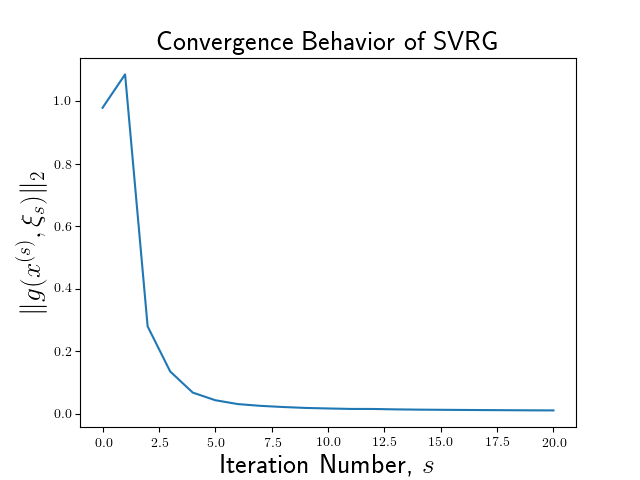 Convergence Behavior of SVRG
‖g(x^{(s)}, ξ_s)‖_2
1.0
0.8
0.6
0.4
0.2
0.0
0.0 2.5 5.0 7.5 10.0 12.5 15.0 17.5 20.0
Iteration Number, s